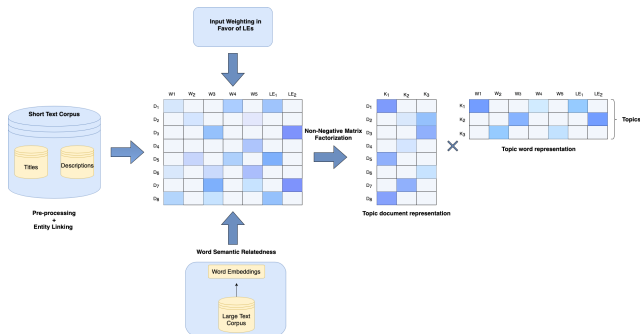 Input Weighting in
Favor of LEs
Short Text Corpus
Titles
Descriptions
Pre-processing
+
Entity Linking
W1 W2 W3 W4 W5 LE1 LE2
D1
D2
D3
D4
D5
D6
D7
D8
Non-Negative Matrix
Factorization
K1 K2 K3
D1
D2
D3
D4
D5
D6
D7
D8
Topic document representation
W1 W2 W3 W4 W5 LE1 LE2
K1
K2
K3
Topics
Topic word representation
Word Semantic Relatedness
Word Embeddings
Large Text
Corpus